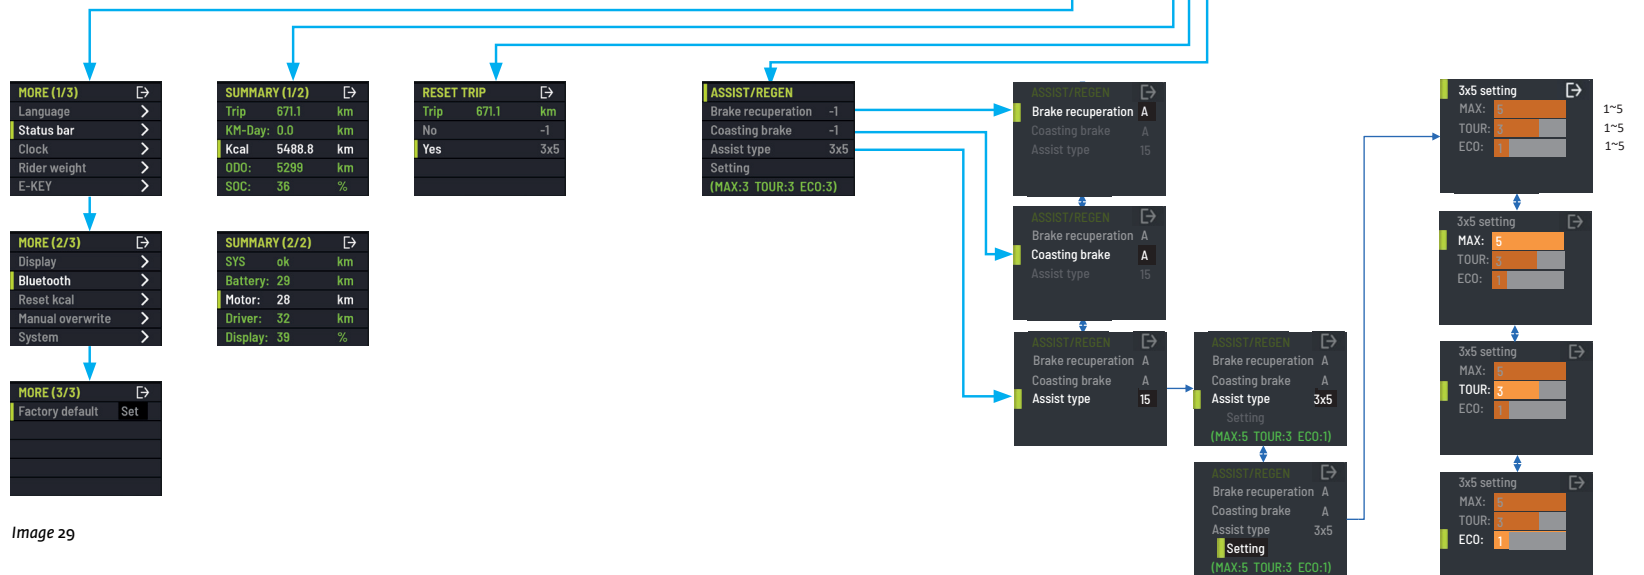 MORE (1/3)
Language
Status bar
Clock
Rider weight
E-KEY
MORE (2/3)
Display
Bluetooth
Reset kcal
Manual overwrite
System
MORE (3/3)
Factory default Set
SUMMARY (1/2)
Trip 671.1 km
KM-Day: 0.0 km
Kcal 5488.8 km
ODO: 5299 km
SOC: 36 %
SUMMARY (2/2)
SYS ok km
Battery: 29 km
Motor: 28 km
Driver: 32 km
Display: 39 %
RESET TRIP
Trip 671.1 km
No -1
Yes 3x5
ASSIST/REGEN
Brake recuperation -1
Coasting brake -1
Assist type 3x5
Setting
(MAX:3 TOUR:3 ECO:3)
ASSIST/REGEN
Brake recuperation A
Coasting brake A
Assist type 15
ASSIST/REGEN
Brake recuperation A
Coasting brake A
Assist type 15
ASSIST/REGEN
Brake recuperation A
Coasting brake A
Assist type 15
ASSIST/REGEN
Brake recuperation A
Coasting brake A
Assist type 3x5
Setting
(MAX:5 TOUR:3 ECO:1)
ASSIST/REGEN
Brake recuperation A
Coasting brake A
Assist type 3x5
Setting
(MAX:5 TOUR:3 ECO:1)
3x5 setting
MAX: 5 1~5
TOUR: 3 1~5
ECO: 1 1~5
3x5 setting
MAX: 5
TOUR: 3
ECO: 1
3x5 setting
MAX: 5
TOUR: 3
ECO: 1
3x5 setting
MAX: 5
TOUR: 3
ECO: 1
Image 29